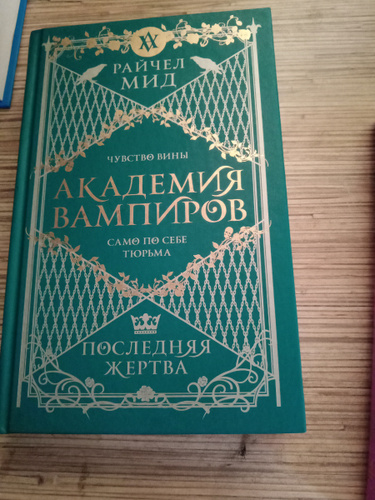 РАЙЧЕЛ
МИД
ЧУВСТВО ВИНЫ
АКАДЕМИЯ
ВАМПИРОВ
САМО ПО СЕБЕ
ТЮРЬМА
ПОСЛЕДНЯЯ
ЖЕРТВА